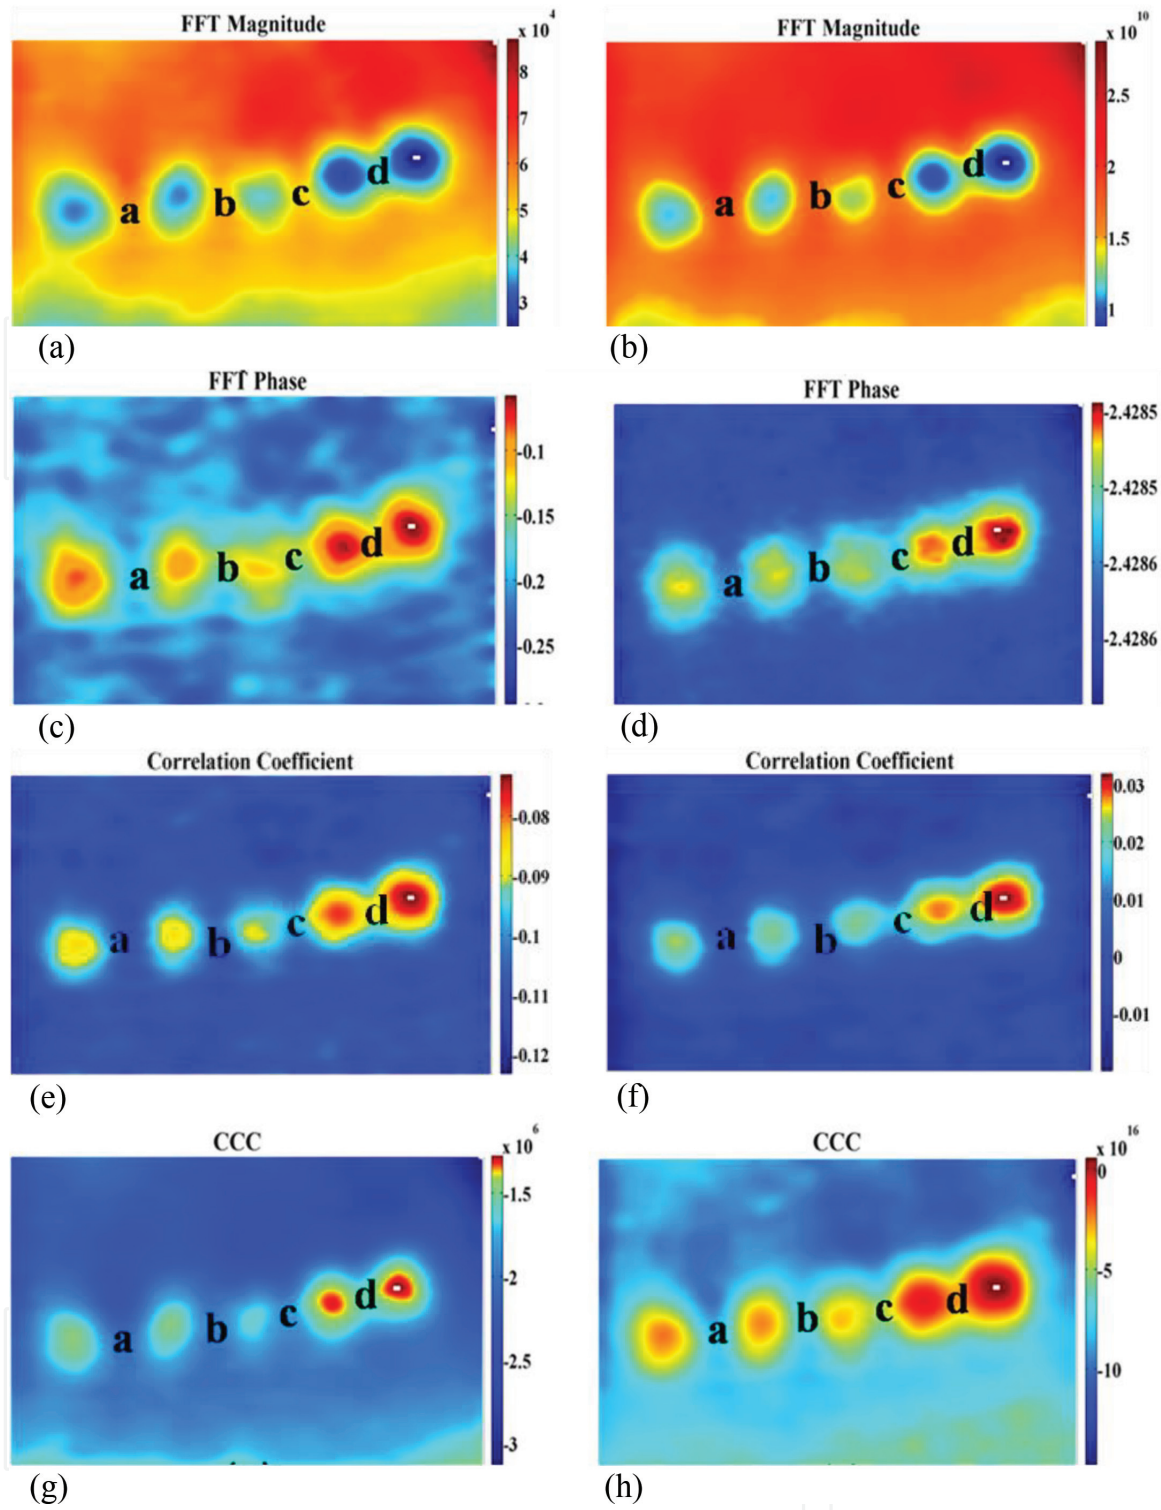 FFT Magnitude
x 10^4
8
7
6
5
4
3
a
b
c
d
(a)
FFT Magnitude
x 10^10
2.5
2
1.5
1
a
b
c
d
(b)
FFT Phase
-0.1
-0.15
-0.2
-0.25
a
b
c
d
(c)
FFT Phase
-2.4285
-2.4285
-2.4286
-2.4286
a
b
c
d
(d)
Correlation Coefficient
-0.08
-0.09
-0.1
-0.11
-0.12
a
b
c
d
(e)
Correlation Coefficient
0.03
0.02
0.01
0
-0.01
a
b
c
d
(f)
CCC
x 10^6
-1.5
-2
-2.5
-3
a
b
c
d
(g)
CCC
x 10^16
0
-5
-10
a
b
c
d
(h)